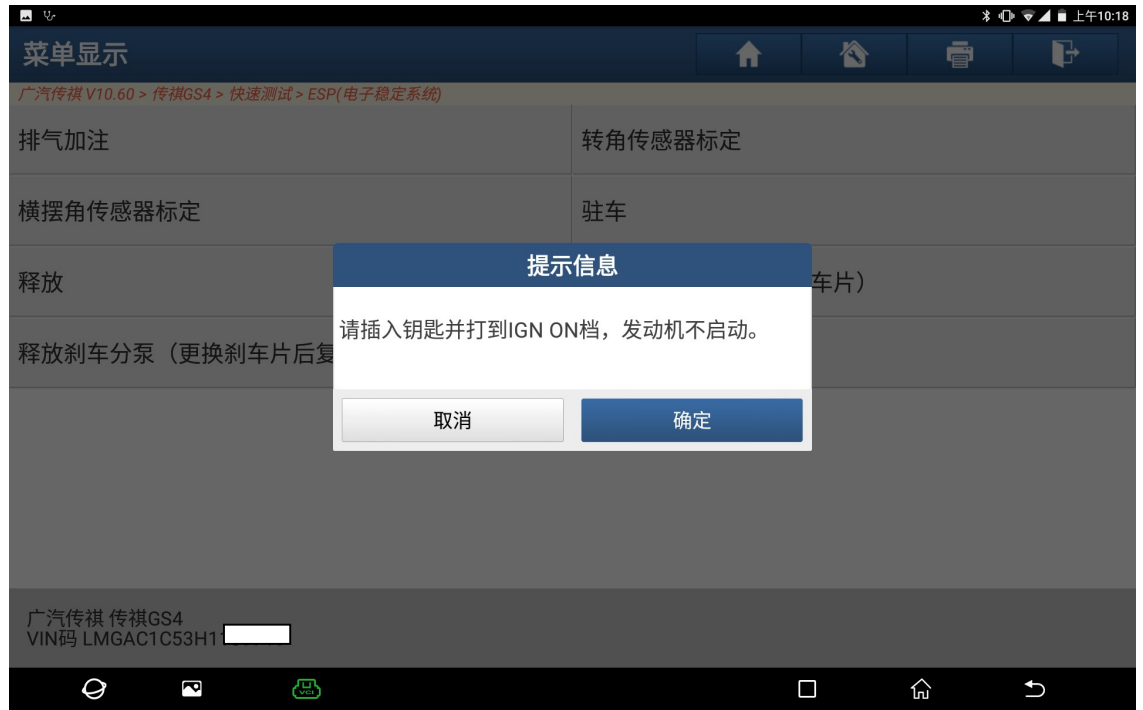 上午10:18
菜单显示
广汽传祺 V10.60 > 传祺GS4 > 快速测试 > ESP(电子稳定系统)
排气加注
转角传感器标定
横摆角传感器标定
驻车
释放
车片）
释放刹车分泵（更换刹车片后复
提示信息
请插入钥匙并打到IGN ON档，发动机不启动。
取消
确定
广汽传祺 传祺GS4
VIN码 LMGAC1C53H1
VCI